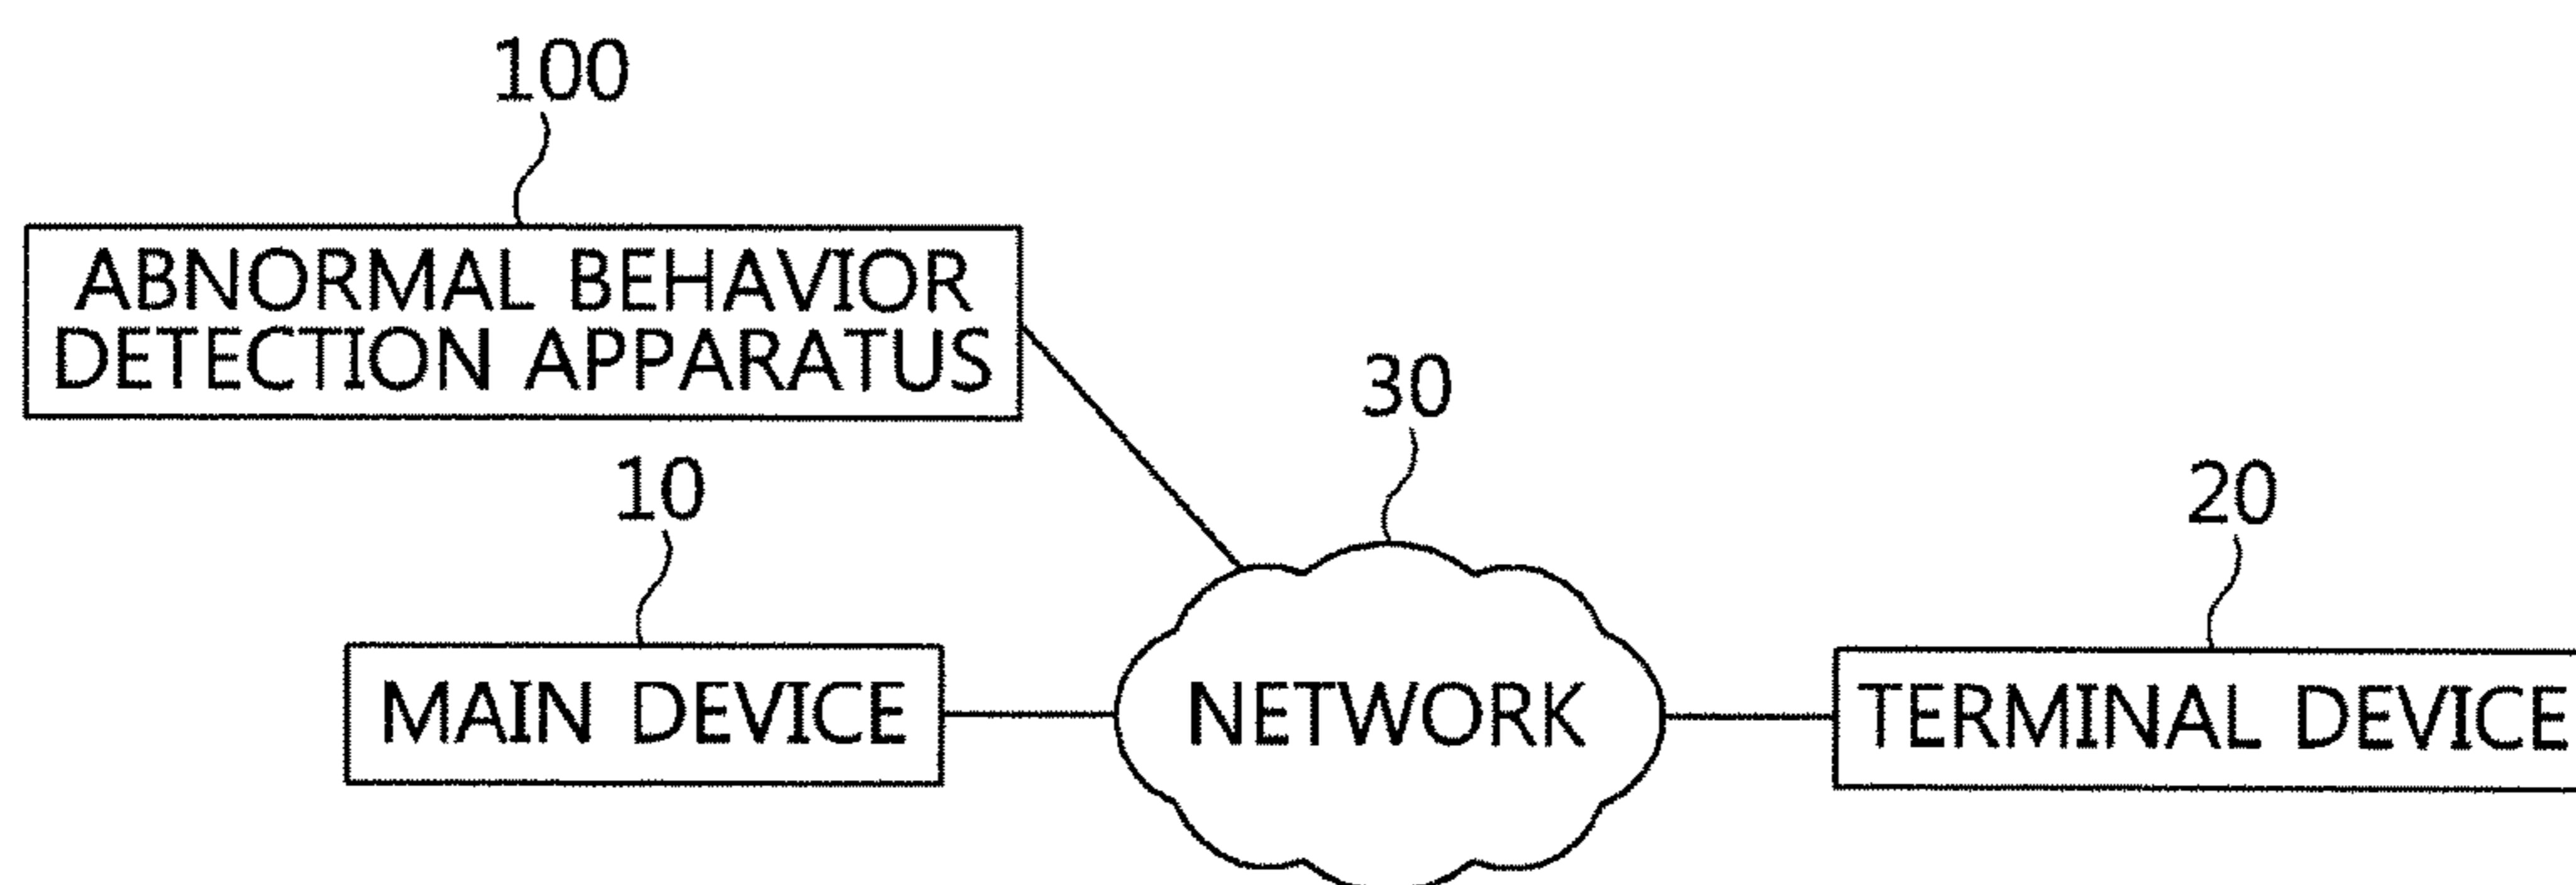 100
ABNORMAL BEHAVIOR
DETECTION APPARATUS
30
10
20
MAIN DEVICE
NETWORK
TERMINAL DEVICE